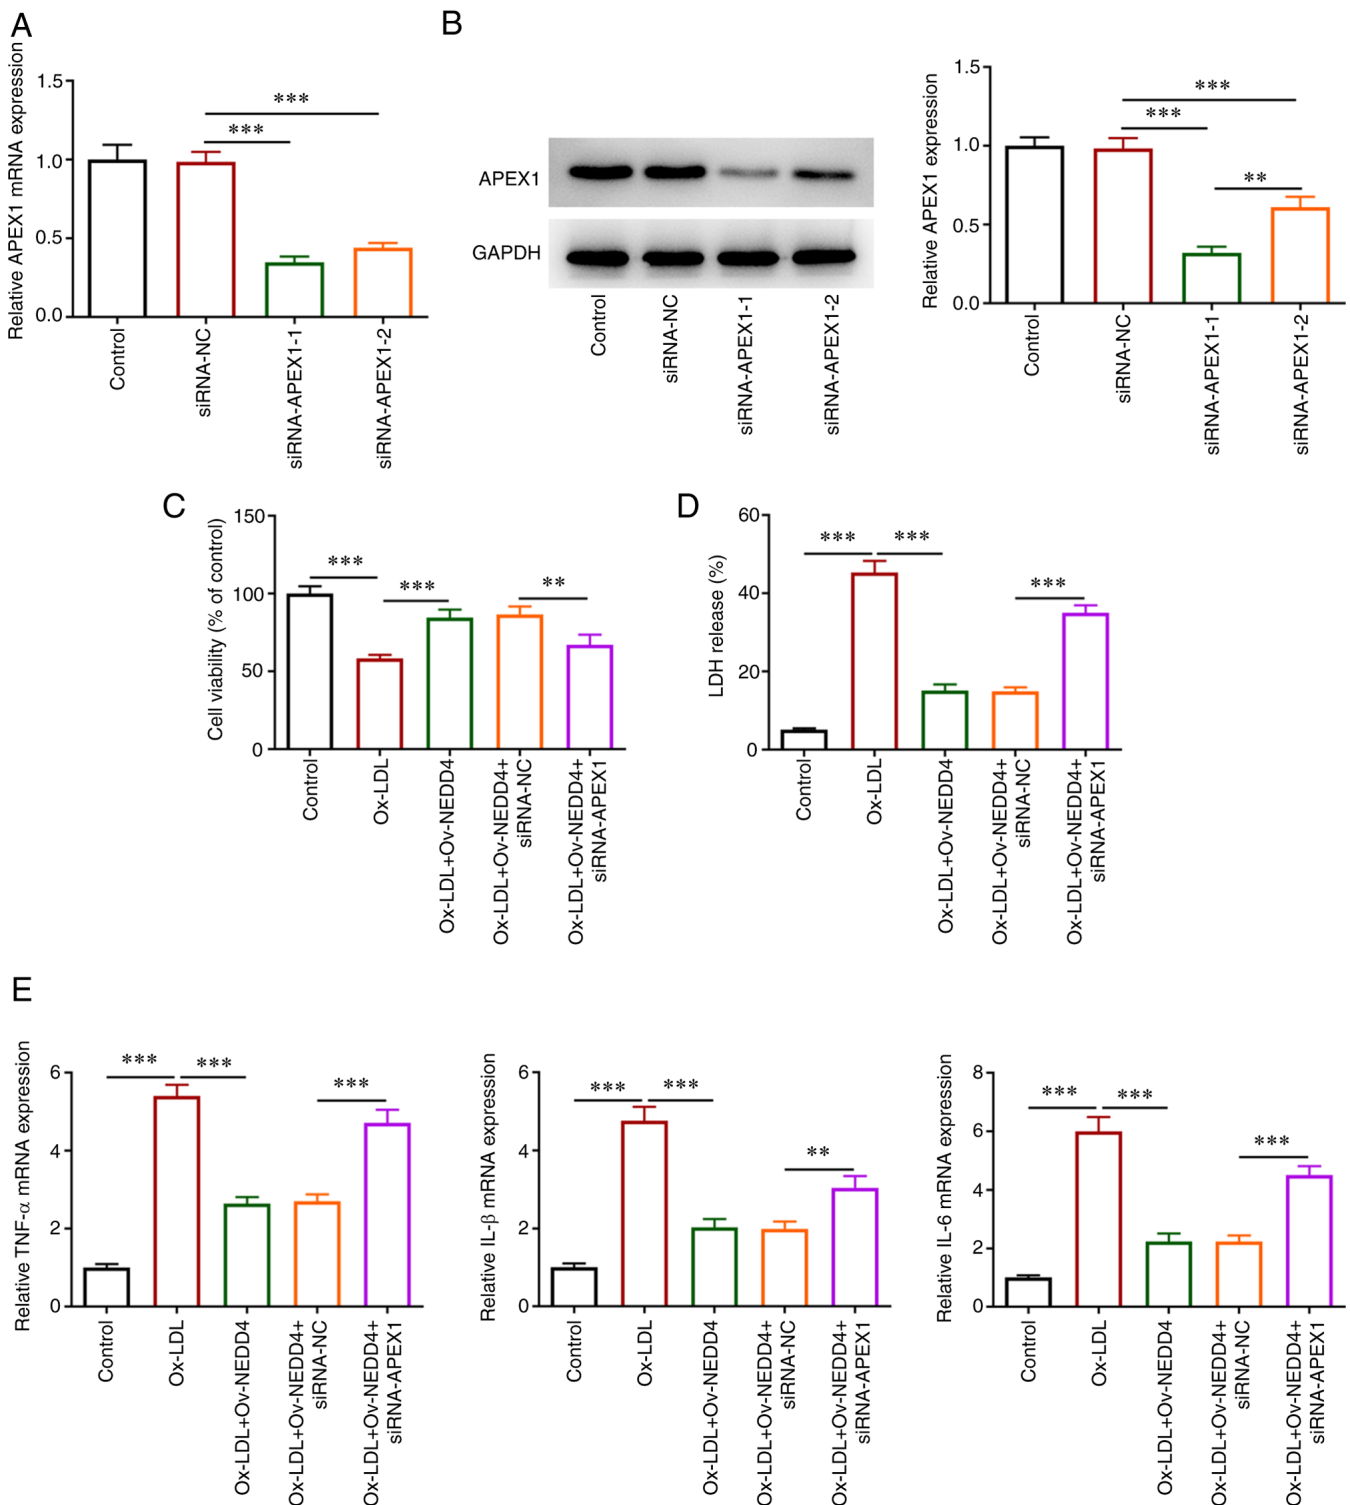 A
Relative APEX1 mRNA expression
1.5
1.0
0.5
0.0
***
***
Control
siRNA-NC
siRNA-APEX1-1
siRNA-APEX1-2
B
APEX1
GAPDH
Control
siRNA-NC
siRNA-APEX1-1
siRNA-APEX1-2
Relative APEX1 expression
1.5
1.0
0.5
0.0
***
***
**
Control
siRNA-NC
siRNA-APEX1-1
siRNA-APEX1-2
C
Cell viability (% of control)
150
100
50
0
***
***
**
Control
Ox-LDL
Ox-LDL+Ov-NEDD4
Ox-LDL+Ov-NEDD4+
siRNA-NC
Ox-LDL+Ov-NEDD4+
siRNA-APEX1
D
LDH release (%)
60
40
20
0
***
***
***
Control
Ox-LDL
Ox-LDL+Ov-NEDD4
Ox-LDL+Ov-NEDD4+
siRNA-NC
Ox-LDL+Ov-NEDD4+
siRNA-APEX1
E
Relative TNF-α mRNA expression
6
4
2
0
***
***
***
Control
Ox-LDL
Ox-LDL+Ov-NEDD4
Ox-LDL+Ov-NEDD4+
siRNA-NC
Ox-LDL+Ov-NEDD4+
siRNA-APEX1
Relative IL-β mRNA expression
6
4
2
0
***
***
**
Control
Ox-LDL
Ox-LDL+Ov-NEDD4
Ox-LDL+Ov-NEDD4+
siRNA-NC
Ox-LDL+Ov-NEDD4+
siRNA-APEX1
Relative IL-6 mRNA expression
8
6
4
2
0
***
***
***
Control
Ox-LDL
Ox-LDL+Ov-NEDD4
Ox-LDL+Ov-NEDD4+
siRNA-NC
Ox-LDL+Ov-NEDD4+
siRNA-APEX1